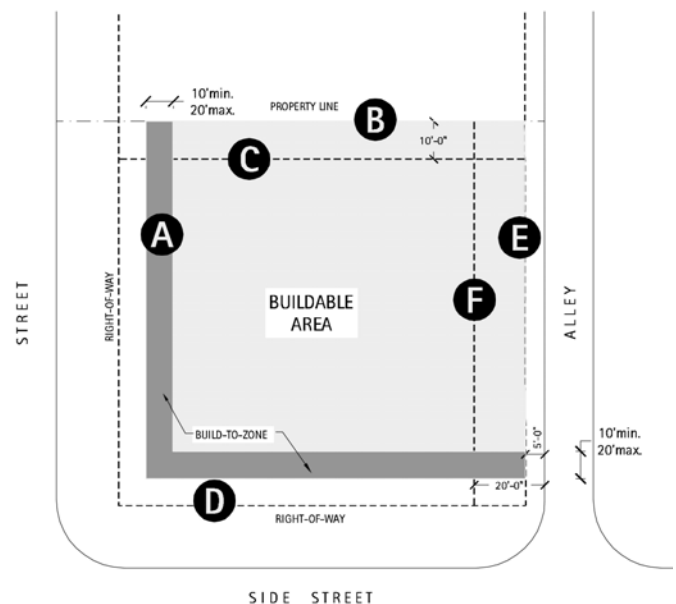 10'min.
20'max.
PROPERTY LINE
B
10'-0"
C
A
E
F
BUILDABLE
AREA
STREET
RIGHT-OF-WAY
ALLEY
BUILD-TO-ZONE
5'-0"
10'min.
20'max.
20'-0"
D
RIGHT-OF-WAY
SIDE STREET